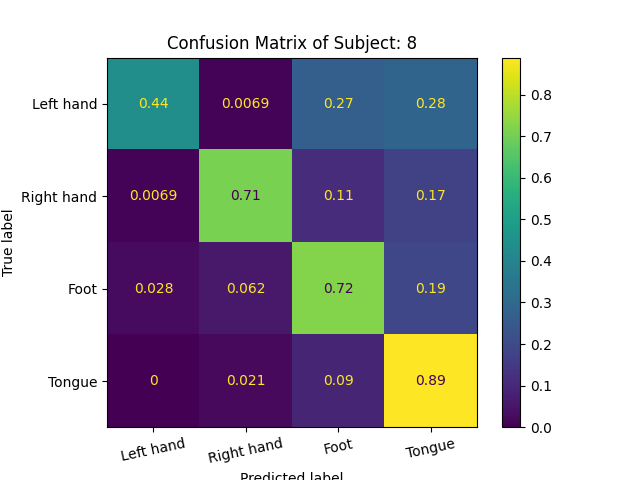 Confusion Matrix of Subject: 8
True label
Left hand 0.44 0.0069 0.27 0.28
Right hand 0.0069 0.71 0.11 0.17
Foot 0.028 0.062 0.72 0.19
Tongue 0 0.021 0.09 0.89
Left hand Right hand Foot Tongue
Predicted label
0.8
0.7
0.6
0.5
0.4
0.3
0.2
0.1
0.0